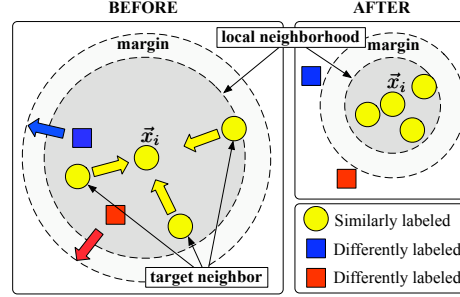 BEFORE
AFTER
margin
local neighborhood
margin
x⃗i
x⃗i
target neighbor
Similarly labeled
Differently labeled
Differently labeled